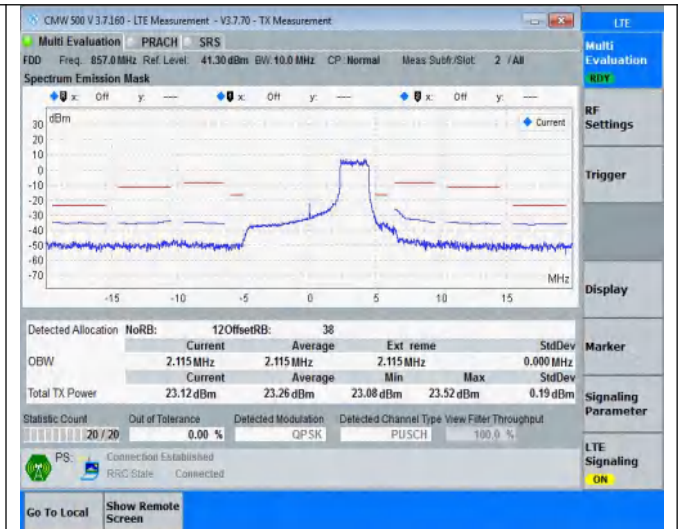 CMW 500 V 3.7.160 - LTE Measurement - V3.7.70 - TX Measurement
LTE
Multi Evaluation PRACH SRS
Multi Evaluation
RDY
FDD Freq.: 857.0 MHz Ref. Level: 41.30 dBm BW: 10.0 MHz CP: Normal Meas Subfr./Slot: 2 / All
Spectrum Emission Mask
x: Off y: --- x: Off y: --- x: Off y: ---
RF Settings
dBm
Current
30
20
10
0
-10
-20
-30
-40
-50
-60
-70
MHz
-15 -10 -5 0 5 10 15
Trigger
Display
Detected Allocation NoRB: 12 OffsetRB: 38
Current Average Ext reme StdDev
OBW 2.115 MHz 2.115 MHz 2.115 MHz 0.000 MHz
Current Average Min Max StdDev
Total TX Power 23.12 dBm 23.26 dBm 23.08 dBm 23.52 dBm 0.19 dBm
Marker
Signaling Parameter
Statistic Count Out of Tolerance Detected Modulation Detected Channel Type View Filter Throughput
20 / 20 0.00 % QPSK PUSCH 100.0 %
PS: Connection Established
RRC State Connected
LTE Signaling
ON
Go To Local
Show Remote Screen